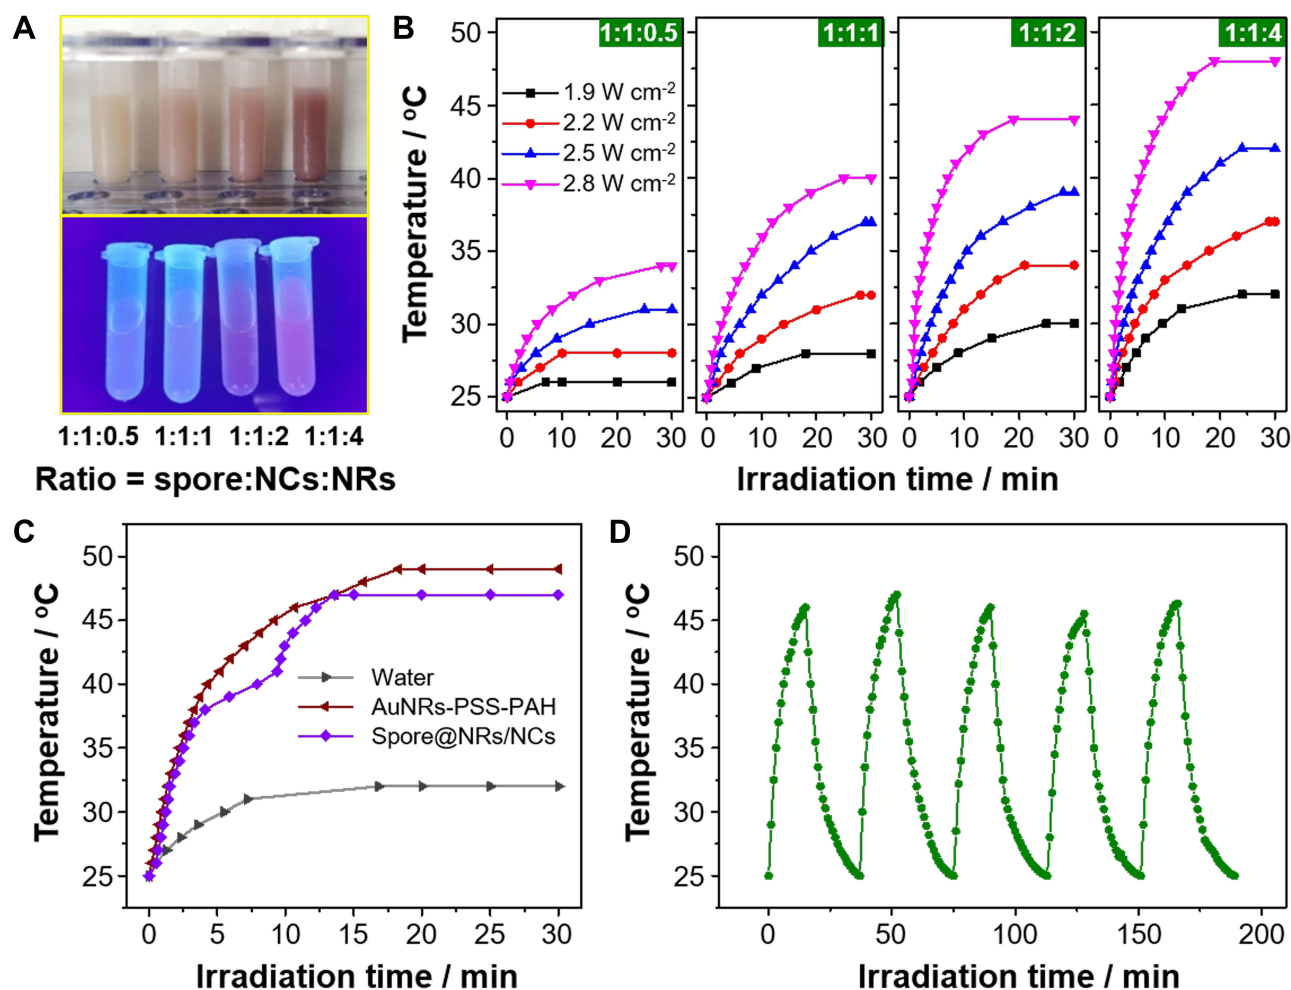 A
1:1:0.5 1:1:1 1:1:2 1:1:4
Ratio = spore:NCs:NRs
B
1:1:0.5 1:1:1 1:1:2 1:1:4
1.9 W cm-2
2.2 W cm-2
2.5 W cm-2
2.8 W cm-2
50
45
40
35
30
25
Temperature / ºC
0 10 20 30 0 10 20 30 0 10 20 30 0 10 20 30
Irradiation time / min
C
50
45
40
35
30
25
Temperature / ºC
Water
AuNRs-PSS-PAH
Spore@NRs/NCs
0 5 10 15 20 25 30
Irradiation time / min
D
50
45
40
35
30
25
Temperature / ºC
0 50 100 150 200
Irradiation time / min